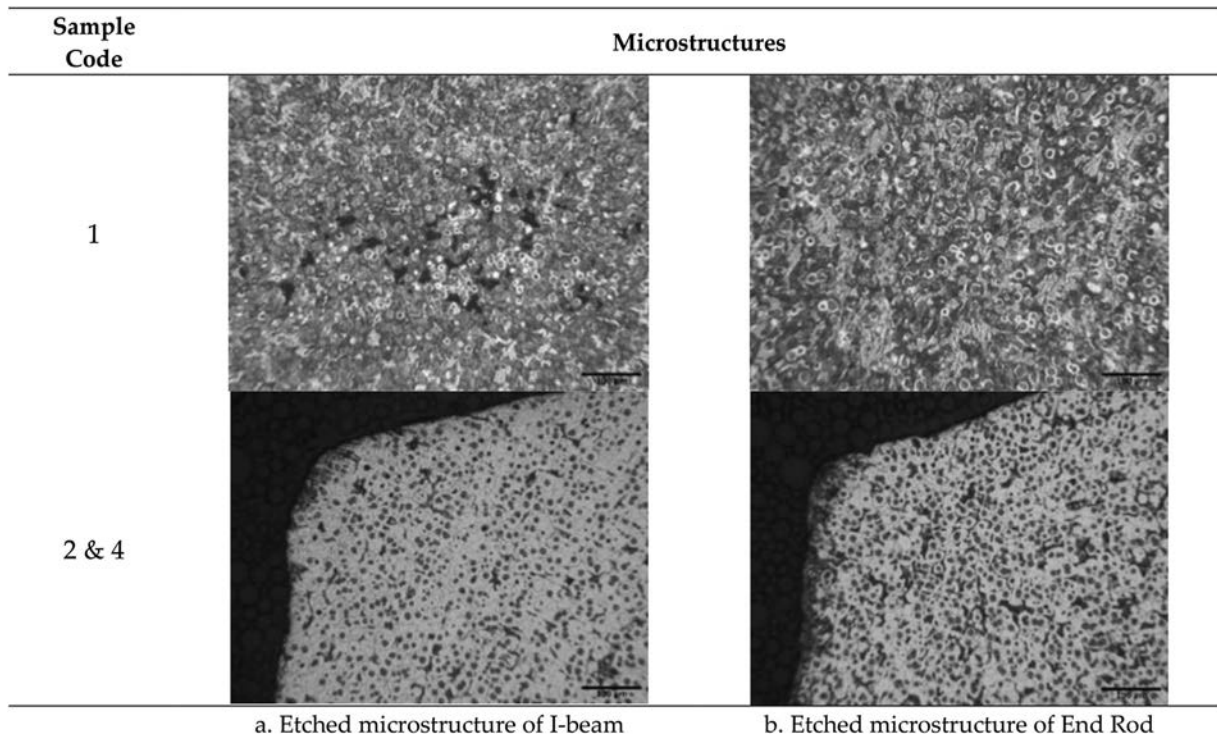 Sample
Code
Microstructures
1
2 & 4
a. Etched microstructure of I-beam
b. Etched microstructure of End Rod